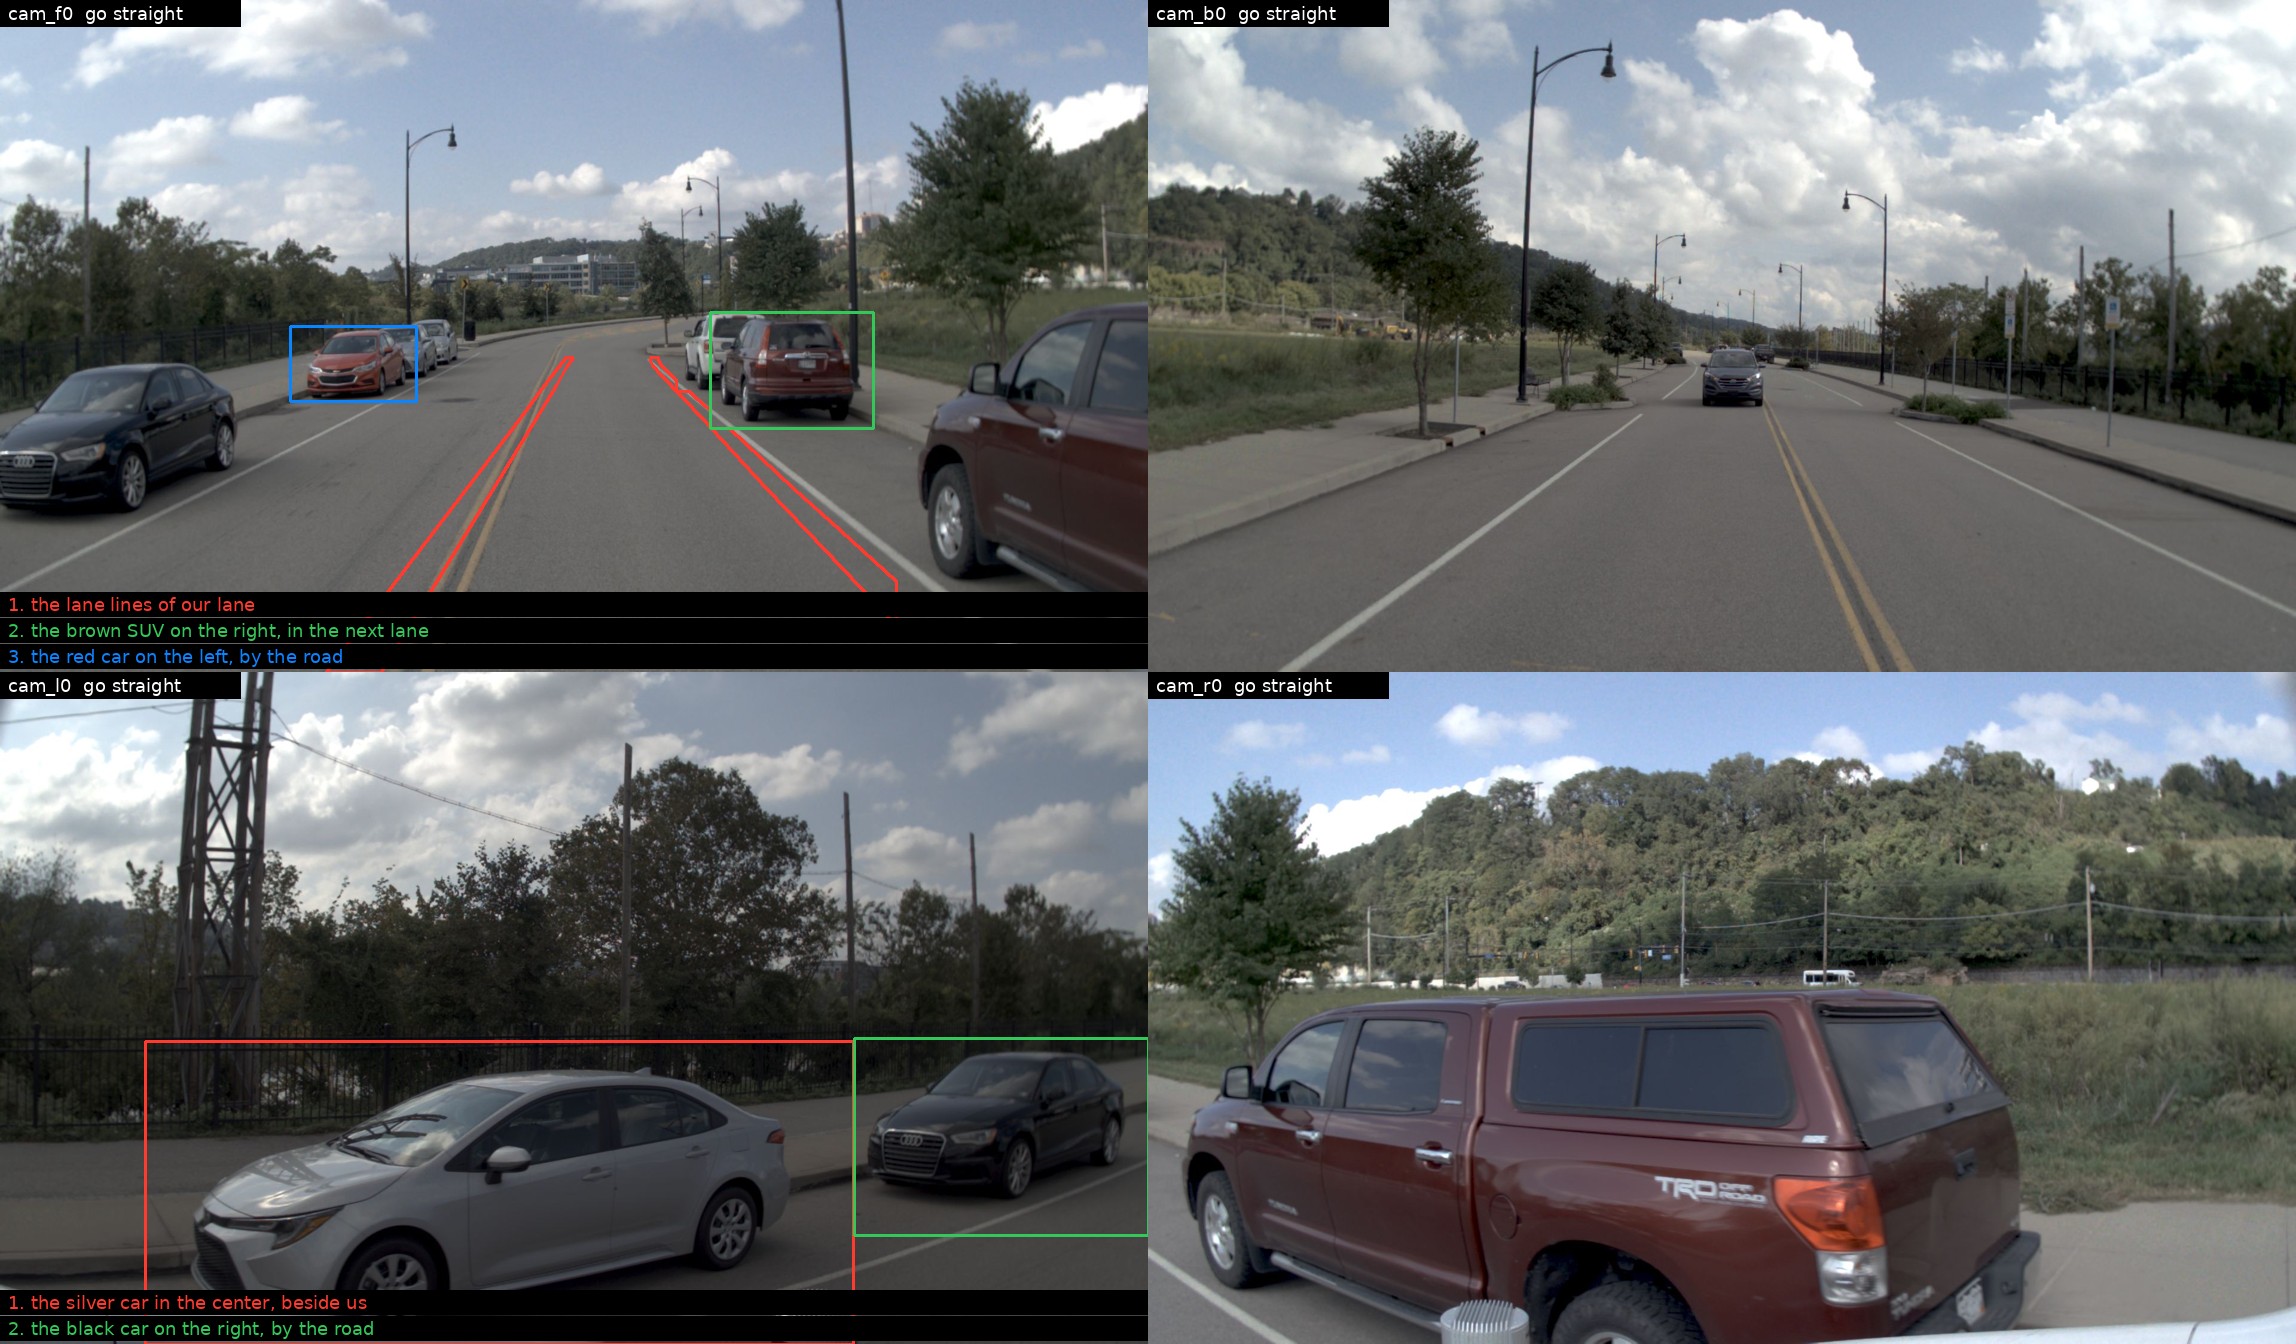 cam_f0 go straight
1. the lane lines of our lane
2. the brown SUV on the right, in the next lane
3. the red car on the left, by the road
cam_b0 go straight
cam_l0 go straight
1. the silver car in the center, beside us
2. the black car on the right, by the road
cam_r0 go straight
TRD OFF ROAD